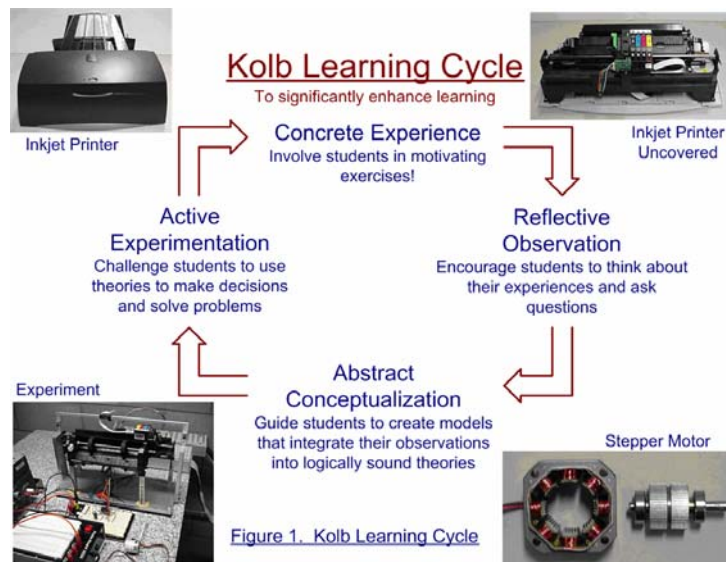 Kolb Learning Cycle
To significantly enhance learning
Inkjet Printer
Inkjet Printer
Uncovered
Concrete Experience
Involve students in motivating
exercises!
Reflective
Observation
Encourage students to think about
their experiences and ask
questions
Abstract
Conceptualization
Guide students to create models
that integrate their observations
into logically sound theories
Active
Experimentation
Challenge students to use
theories to make decisions
and solve problems
Experiment
Stepper Motor
Figure 1.  Kolb Learning Cycle